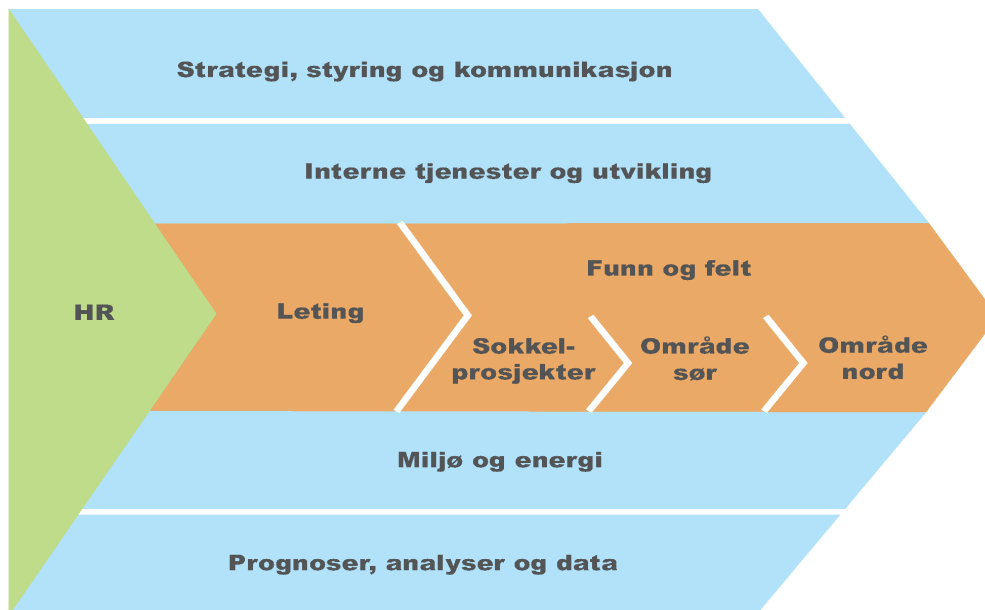 Strategi, styring og kommunikasjon
Interne tjenester og utvikling
HR
Leting
Funn og felt
Sokkel-
prosjekter
Område
sør
Område
nord
Miljø og energi
Prognoser, analyser og data